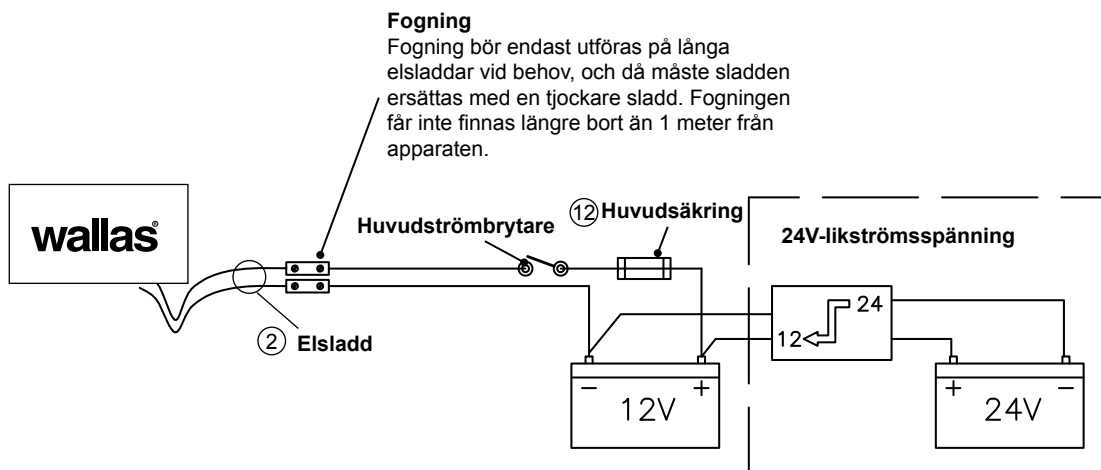 Fogning
Fogning bör endast utföras på långa
elsladdar vid behov, och då måste sladden
ersättas med en tjockare sladd. Fogningen
får inte finnas längre bort än 1 meter från
apparaten.
wallas®
Huvudströmbrytare
12 Huvudsäkring
24V-likströmsspänning
2 Elsladd
24
12
− +
12V
+ −
24V